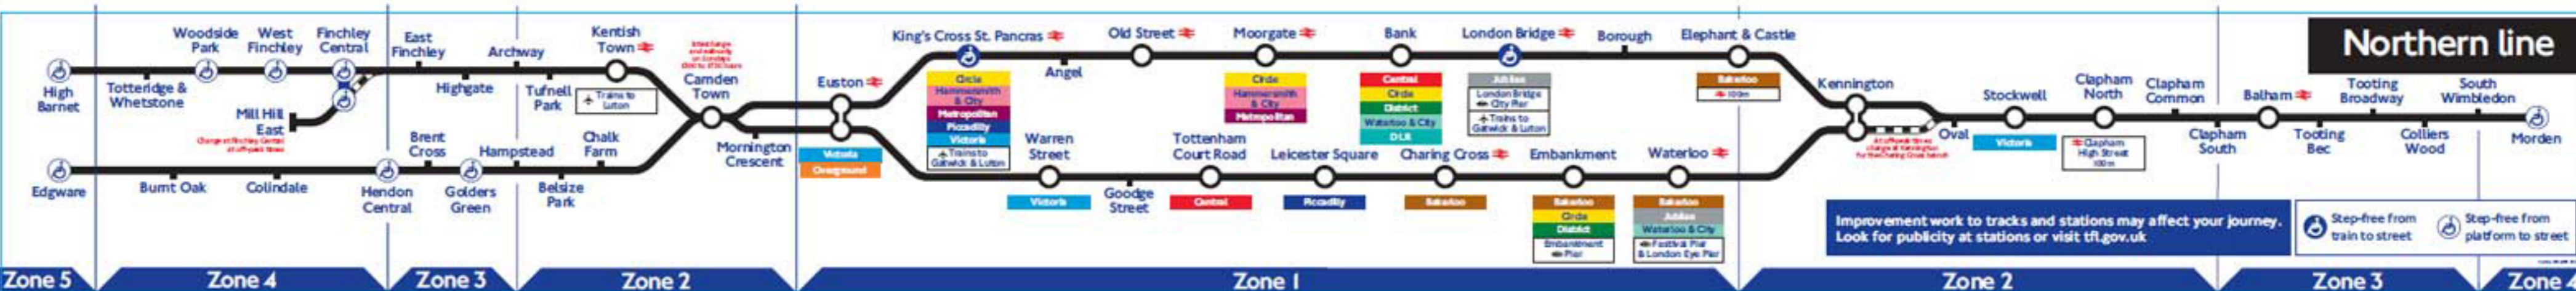 Northern line
High
Barnet
Totteridge &
Whetstone
Woodside
Park
West
Finchley
Finchley
Central
Mill Hill
East
Change at Finchley Central
at off-peak times
East
Finchley
Highgate
Archway
Tufnell
Park
Kentish
Town
Trains to
Luton
Camden
Town
Edgware
Burnt Oak
Colindale
Hendon
Central
Brent
Cross
Golders
Green
Hampstead
Belsize
Park
Chalk
Farm
Mornington
Crescent
Euston
Victoria
Overground
King's Cross St. Pancras
Circle
Hammersmith
& City
Metropolitan
Piccadilly
Victoria
Trains to
Gatwick & Luton
Angel
Old Street
Moorgate
Circle
Hammersmith
& City
Metropolitan
Bank
Central
Circle
District
Waterloo & City
DLR
London Bridge
Jubilee
London Bridge
City Pier
Trains to
Gatwick & Luton
Borough
Elephant & Castle
Bakerloo
100m
Warren
Street
Victoria
Goodge
Street
Tottenham
Court Road
Central
Leicester Square
Piccadilly
Charing Cross
Bakerloo
Embankment
Bakerloo
Circle
District
Embankment
Pier
Waterloo
Bakerloo
Jubilee
Waterloo & City
Festival Pier
& London Eye Pier
Kennington
Oval
Stockwell
Victoria
Clapham
North
Clapham
High Street
100m
Clapham
Common
Clapham
South
Balham
Tooting
Bec
Tooting
Broadway
Colliers
Wood
South
Wimbledon
Morden
Improvement work to tracks and stations may affect your journey.
Look for publicity at stations or visit tfl.gov.uk
Step-free from
train to street
Step-free from
platform to street
Zone 5
Zone 4
Zone 3
Zone 2
Zone 1
Zone 2
Zone 3
Zone